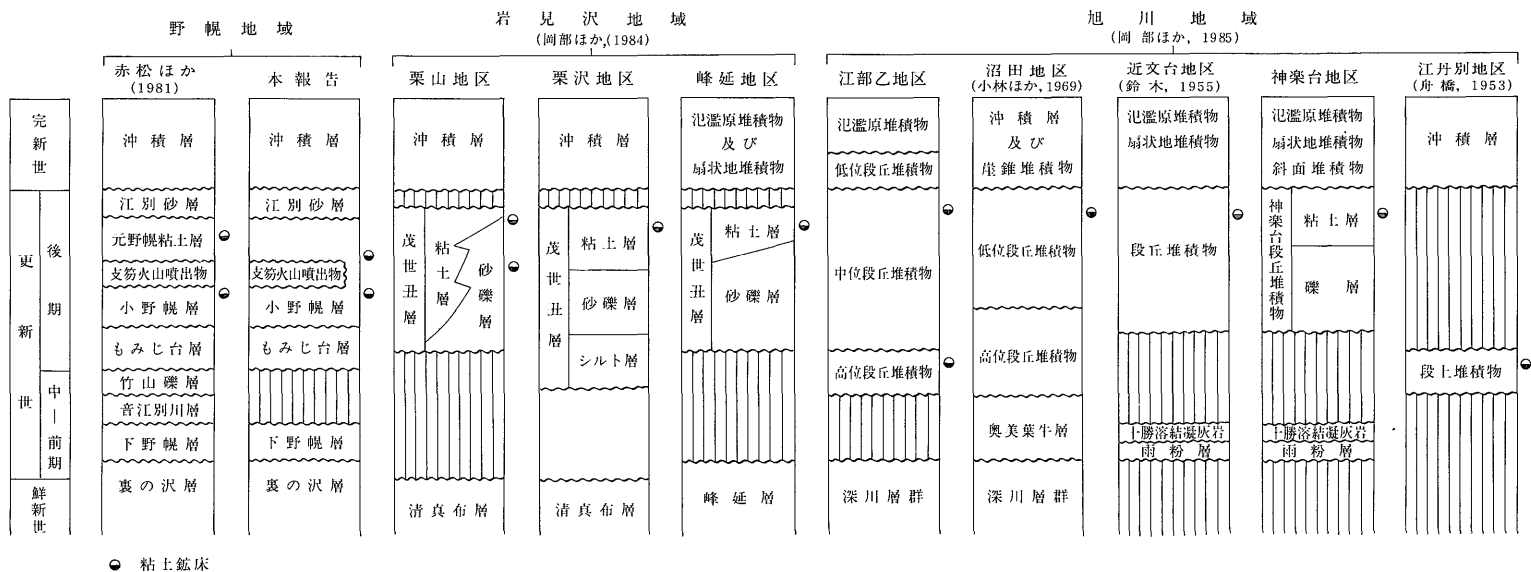 野幌地域
岩見沢地域
(岡部ほか,(1984)
旭川地域
(岡部ほか, 1985)
赤松ほか
(1981)
本報告
栗山地区
栗沢地区
峰延地区
江部乙地区
沼田地区
(小林ほか, 1969)
近文台地区
(鈴木, 1955)
神楽台地区
江丹別地区
(舟橋, 1953)
完新世
更新世
後期
中―前期
鮮新世
沖積層
江別砂層
元野幌粘土層
支笏火山噴出物
小野幌層
もみじ台層
竹山礫層
音江別川層
下野幌層
裏の沢層
沖積層
江別砂層
支笏火山噴出物
小野幌層
もみじ台層
下野幌層
裏の沢層
沖積層
茂世丑層
粘土層
砂礫層
清真布層
沖積層
茂世丑層
粘土層
砂礫層
シルト層
清真布層
氾濫原堆積物
及び
扇状地堆積物
茂世丑層
粘土層
砂礫層
峰延層
氾濫原堆積物
低位段丘堆積物
中位段丘堆積物
高位段丘堆積物
深川層群
沖積層
及び
崖錐堆積物
低位段丘堆積物
高位段丘堆積物
奥美葉牛層
深川層群
氾濫原堆積物
扇状地堆積物
段丘堆積物
十勝溶結凝灰岩
雨粉層
氾濫原堆積物
扇状地堆積物
斜面堆積物
神楽台段丘堆積物
粘土層
礫層
十勝溶結凝灰岩
雨粉層
沖積層
段上堆積物
粘土鉱床